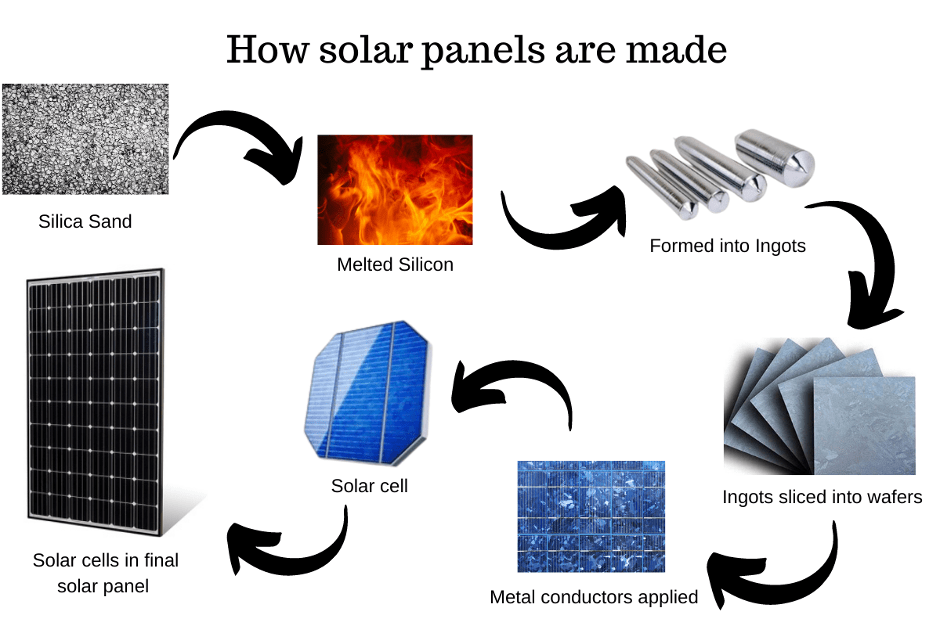 How solar panels are made
Silica Sand
Melted Silicon
Formed into Ingots
Ingots sliced into wafers
Metal conductors applied
Solar cell
Solar cells in final
solar panel